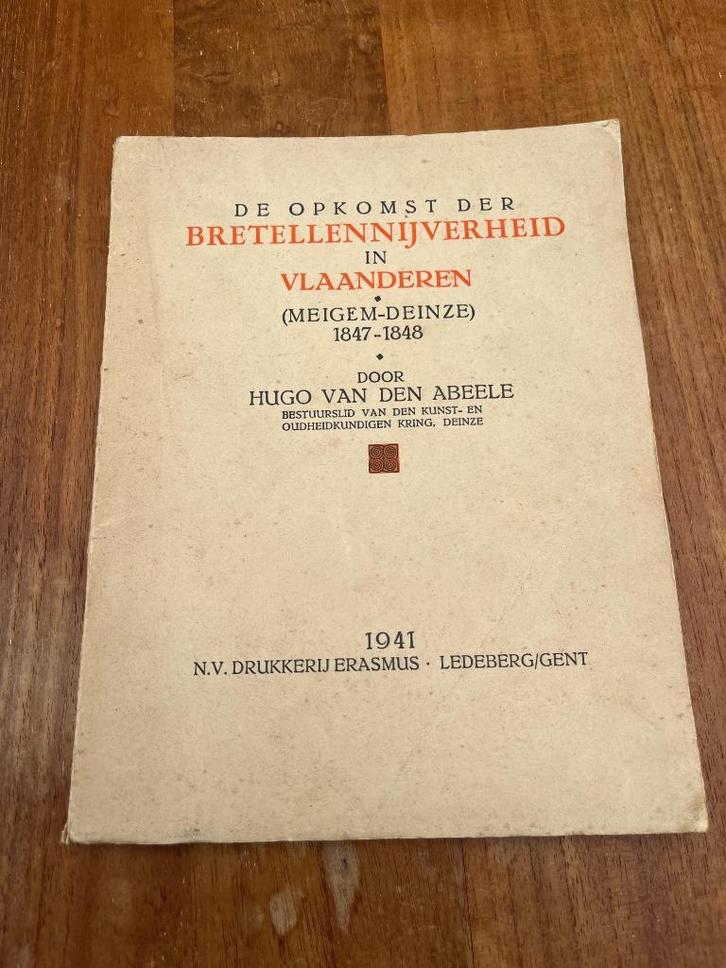 DE OPKOMST DER
BRETELLENNIJVERHEID
IN
VLAANDEREN
(MEIGEM-DEINZE)
1847-1848
DOOR
HUGO VAN DEN ABEELE
BESTUURSLID VAN DEN KUNST- EN
OUDHEIDKUNDIGEN KRING, DEINZE
1941
N.V. DRUKKERIJ ERASMUS · LEDEBERG/GENT